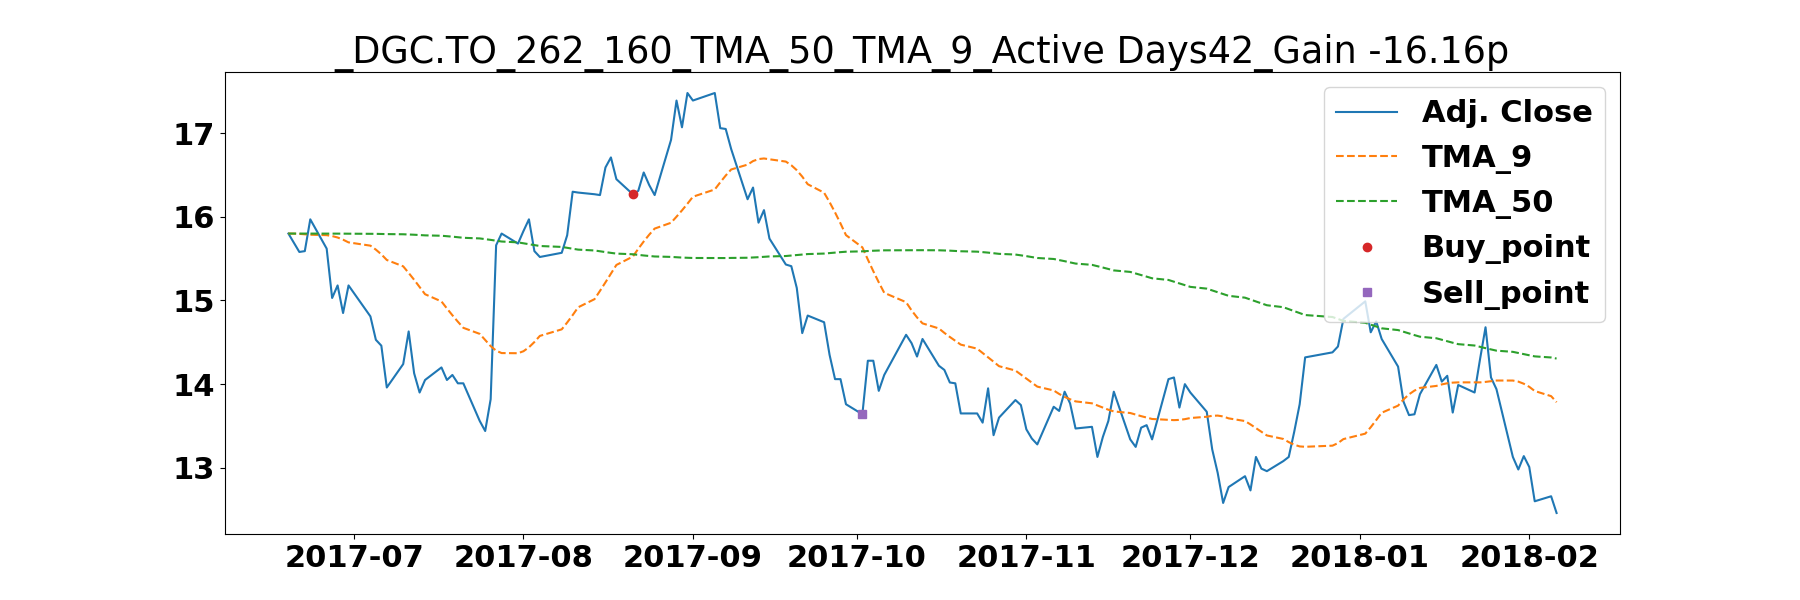 _DGC.TO_262_160_TMA_50_TMA_9_Active Days42_Gain -16.16p
17
16
15
14
13
Adj. Close
TMA_9
TMA_50
Buy_point
Sell_point
2017-07 2017-08 2017-09 2017-10 2017-11 2017-12 2018-01 2018-02